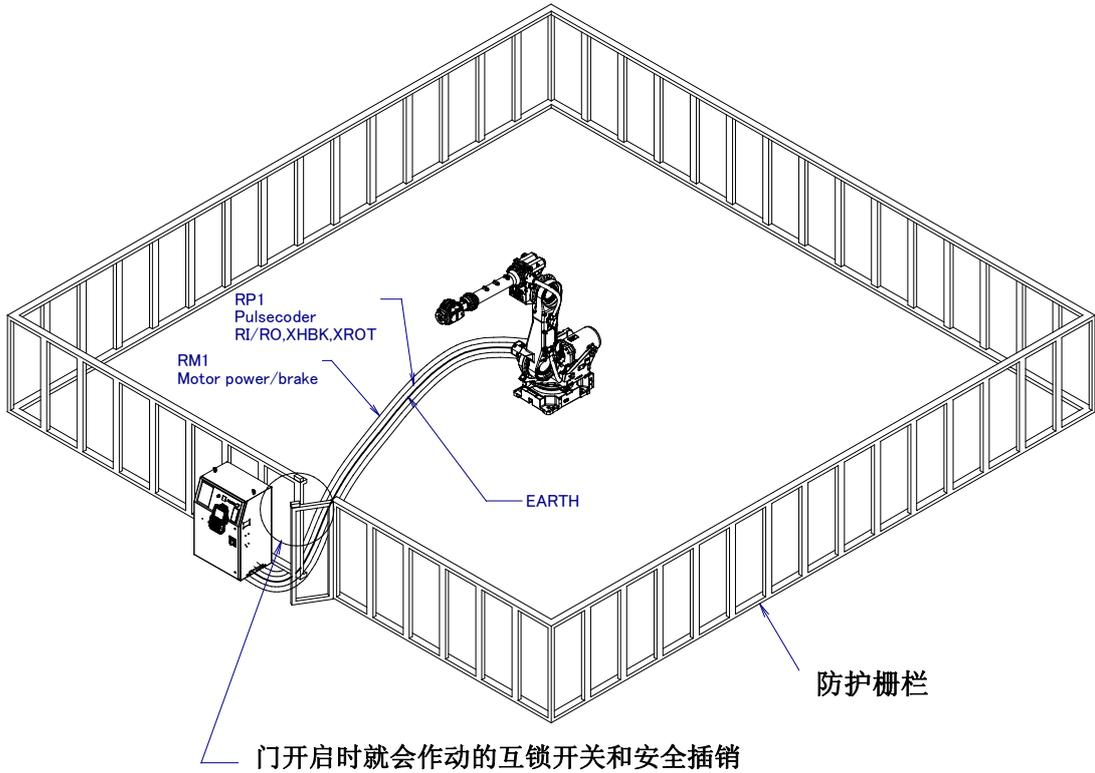 RP1
Pulsecoder
RI/RO,XHBK,XROT
RM1
Motor power/brake
EARTH
防护栅栏
门开启时就会作动的互锁开关和安全插销